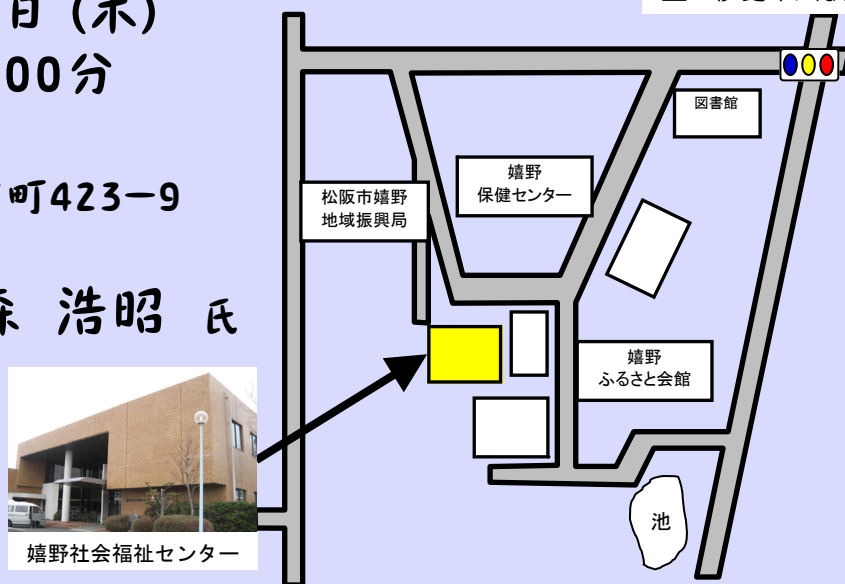 日(木)
00分
町423−9
浩昭 氏
図書館
嬉野
保健センター
松阪市嬉野
地域振興局
嬉野
ふるさと会館
池
嬉野社会福祉センター